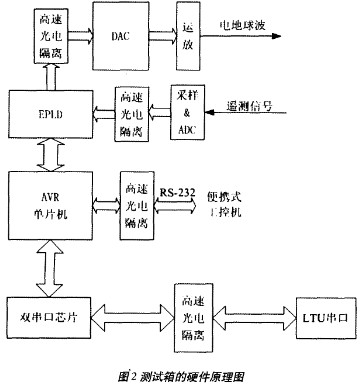 高速
光电
隔离
DAC
运
放
电地球波
EPLD
高速
光电
隔离
采样
&
ADC
遥测信号
AVR
单片机
高速
光电
隔离
RS-232
便携式
工控机
双串口芯片
高速
光电
隔离
LTU串口
图2 测试箱的硬件原理图